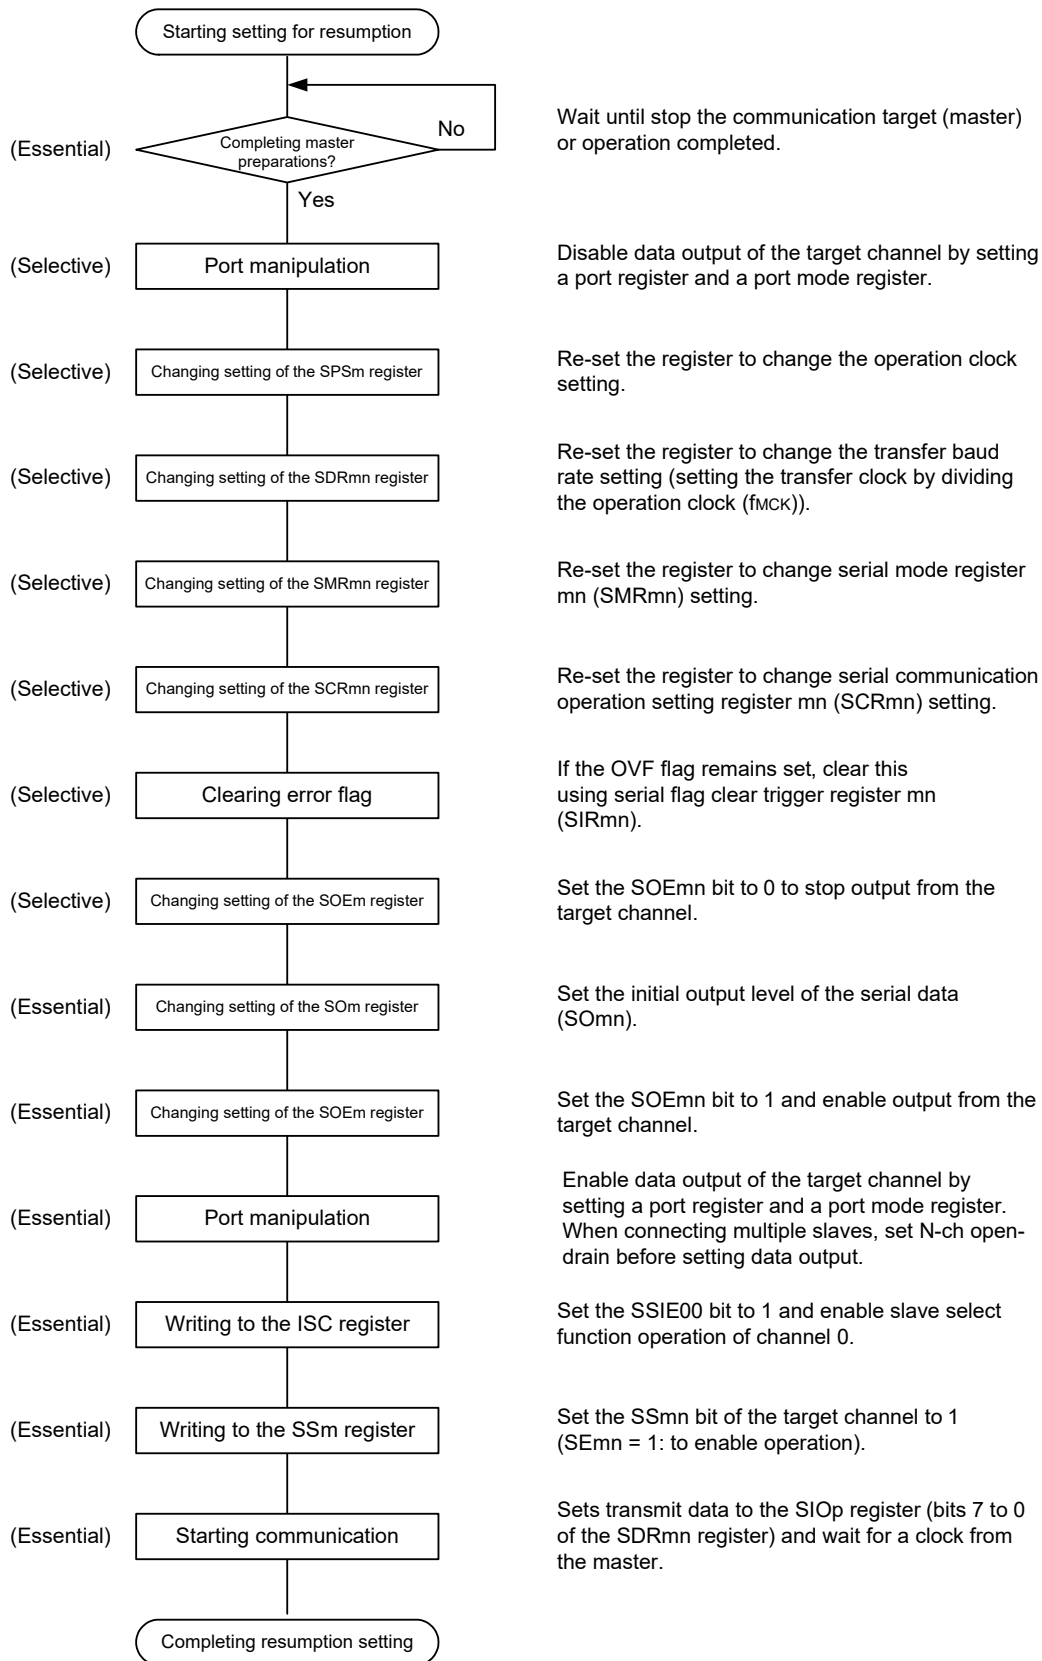 Starting setting for resumption
(Essential)
Completing master
preparations?
No
Yes
Wait until stop the communication target (master)
or operation completed.
(Selective)
Port manipulation
Disable data output of the target channel by setting
a port register and a port mode register.
(Selective)
Changing setting of the SPSm register
Re-set the register to change the operation clock
setting.
(Selective)
Changing setting of the SDRmn register
Re-set the register to change the transfer baud
rate setting (setting the transfer clock by dividing
the operation clock (fMCK)).
(Selective)
Changing setting of the SMRmn register
Re-set the register to change serial mode register
mn (SMRmn) setting.
(Selective)
Changing setting of the SCRmn register
Re-set the register to change serial communication
operation setting register mn (SCRmn) setting.
(Selective)
Clearing error flag
If the OVF flag remains set, clear this
using serial flag clear trigger register mn
(SIRmn).
(Selective)
Changing setting of the SOEm register
Set the SOEmn bit to 0 to stop output from the
target channel.
(Essential)
Changing setting of the SOm register
Set the initial output level of the serial data
(SOmn).
(Essential)
Changing setting of the SOEm register
Set the SOEmn bit to 1 and enable output from the
target channel.
(Essential)
Port manipulation
Enable data output of the target channel by
setting a port register and a port mode register.
When connecting multiple slaves, set N-ch open-
drain before setting data output.
(Essential)
Writing to the ISC register
Set the SSIE00 bit to 1 and enable slave select
function operation of channel 0.
(Essential)
Writing to the SSm register
Set the SSmn bit of the target channel to 1
(SEmn = 1: to enable operation).
(Essential)
Starting communication
Sets transmit data to the SIOp register (bits 7 to 0
of the SDRmn register) and wait for a clock from
the master.
Completing resumption setting